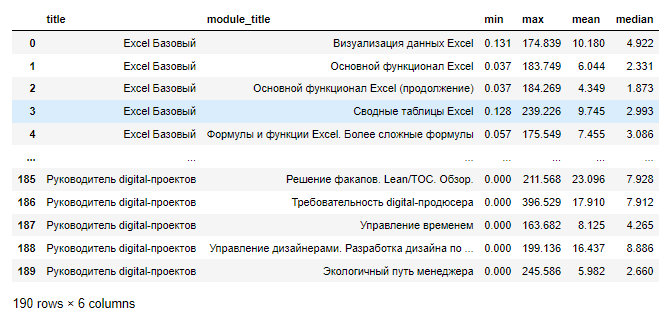 title module_title min max mean median
0 Excel Базовый Визуализация данных Excel 0.131 174.839 10.180 4.922
1 Excel Базовый Основной функционал Excel 0.037 183.749 6.044 2.331
2 Excel Базовый Основной функционал Excel (продолжение) 0.037 184.269 4.349 1.873
3 Excel Базовый Сводные таблицы Excel 0.128 239.226 9.745 2.993
4 Excel Базовый Формулы и функции Excel. Более сложные формулы 0.057 175.549 7.455 3.086
... ... ... ... ... ... ...
185 Руководитель digital-проектов Решение факапов. Lean/TOC. Обзор. 0.000 211.568 23.096 7.928
186 Руководитель digital-проектов Требовательность digital-продюсера 0.000 396.529 17.910 7.912
187 Руководитель digital-проектов Управление временем 0.000 163.682 8.125 4.265
188 Руководитель digital-проектов Управление дизайнерами. Разработка дизайна по ... 0.000 199.136 16.437 8.886
189 Руководитель digital-проектов Экологичный путь менеджера 0.000 245.586 5.982 2.660
190 rows × 6 columns